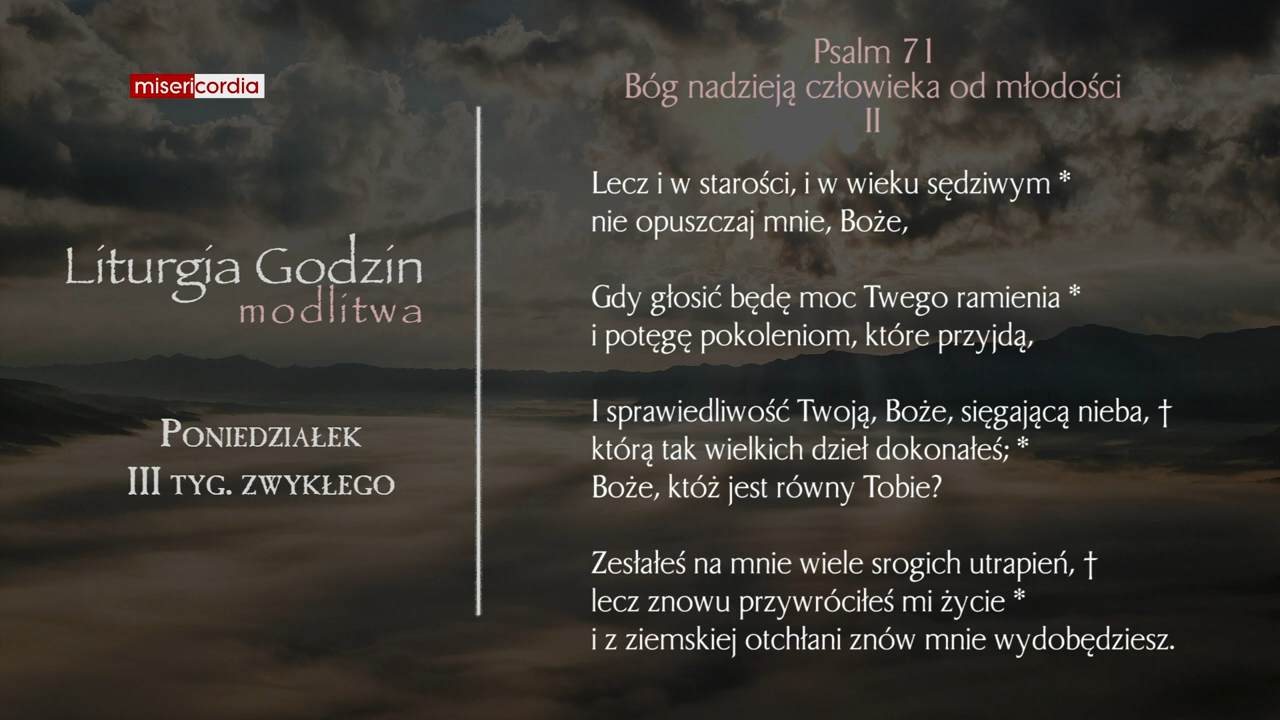 misericordia
Liturgia Godzin
modlitwa
Poniedziałek
III tyg. zwykłego
Psalm 71
Bóg nadzieją człowieka od młodości
II
Lecz i w starości, i w wieku sędziwym *
nie opuszczaj mnie, Boże,
Gdy głosić będę moc Twego ramienia *
i potęgę pokoleniom, które przyjdą,
I sprawiedliwość Twoją, Boże, sięgającą nieba, †
którą tak wielkich dzieł dokonałeś; *
Boże, któż jest równy Tobie?
Zesłałeś na mnie wiele srogich utrapień, †
lecz znowu przywróciłeś mi życie *
i z ziemskiej otchłani znów mnie wydobędziesz.